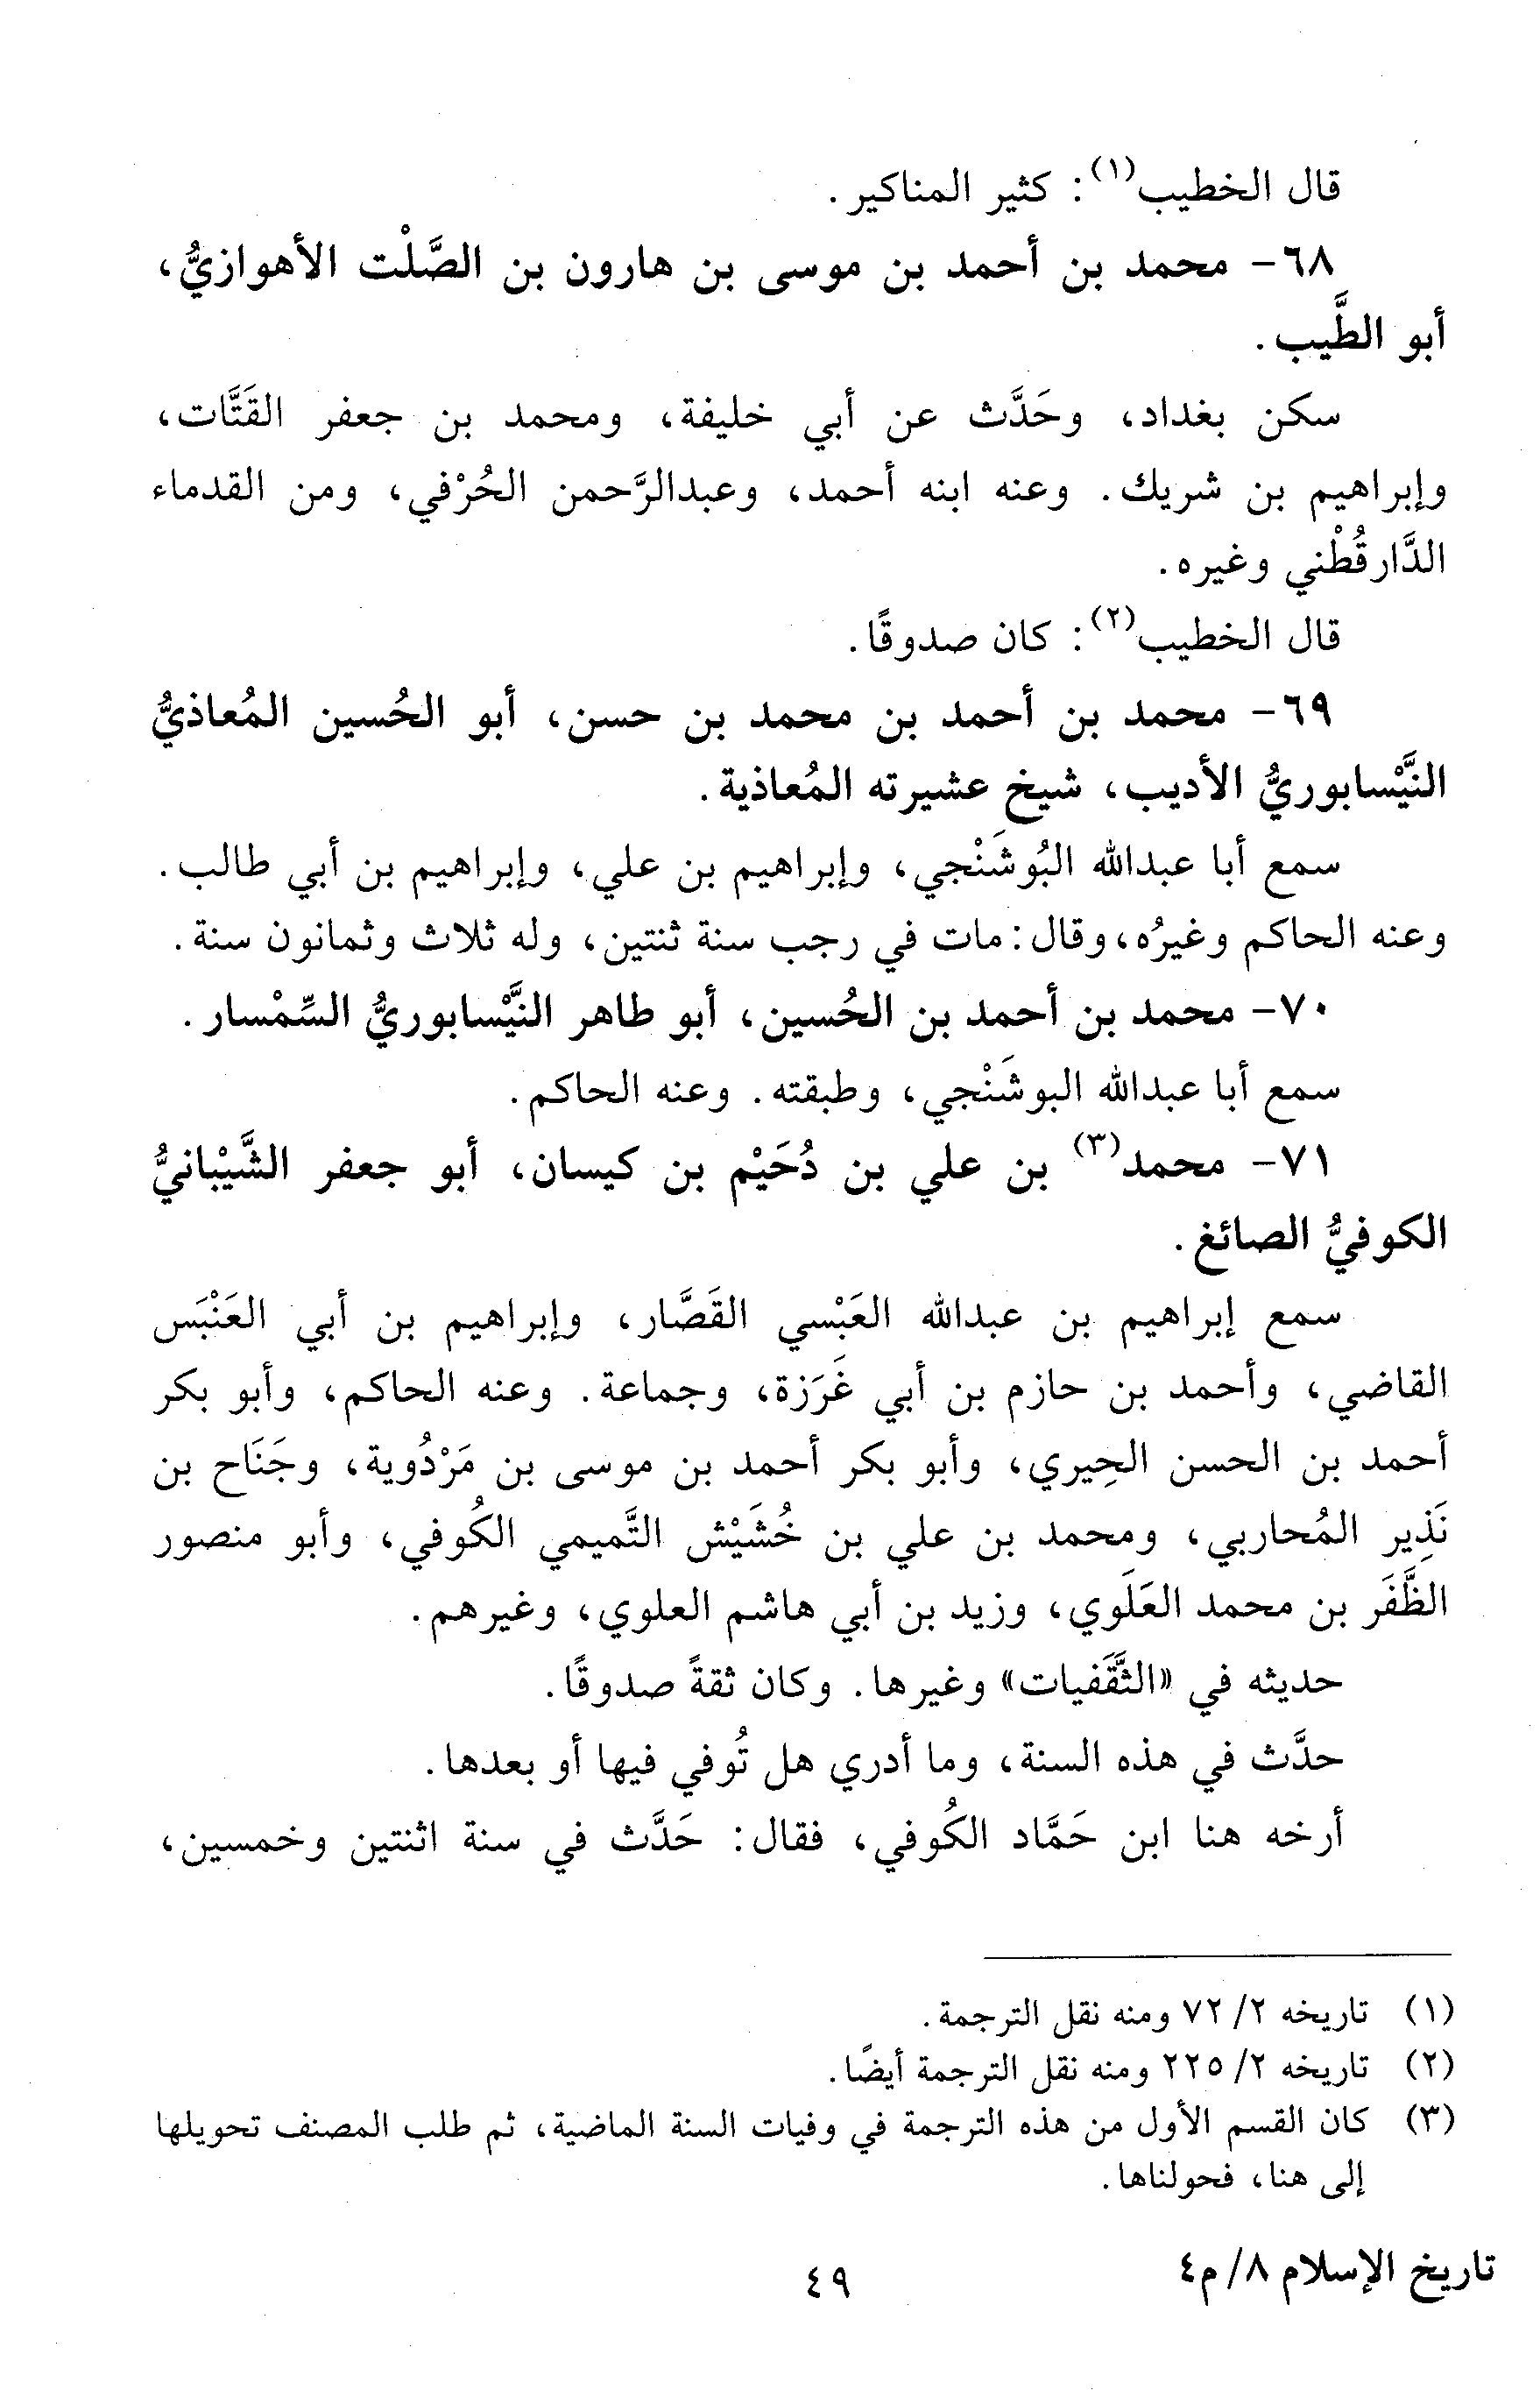 قال الخطيب(١): كثير المناكير.
٦٨- محمد بن أحمد بن موسى بن هارون بن الصَّلْت الأهوازيُّ،
أبو الطَّيب.
سكن بغداد، وحَدَّث عن أبي خليفة، ومحمد بن جعفر القَتَّات،
وإبراهيم بن شريك. وعنه ابنه أحمد، وعبدالرَّحمن الحُرْفي، ومن القدماء
الدَّارقُطْني وغيره.
قال الخطيب(٢): كان صدوقًا.
٦٩- محمد بن أحمد بن محمد بن حسن، أبو الحُسين المُعاذيُّ
النَّيْسابوريُّ الأديب، شيخ عشيرته المُعاذية.
سمع أبا عبدالله البُوشَنْجي، وإبراهيم بن علي، وإبراهيم بن أبي طالب.
وعنه الحاكم وغيرُه، وقال: مات في رجب سنة ثنتين، وله ثلاث وثمانون سنة.
٧٠- محمد بن أحمد بن الحُسين، أبو طاهر النَّيْسابوريُّ السِّمْسار.
سمع أبا عبدالله البوشَنْجي، وطبقته. وعنه الحاكم.
٧١- محمد(٣) بن علي بن دُحَيْم بن كيسان، أبو جعفر الشَّيْبانيُّ
الكوفيُّ الصائغ.
سمع إبراهيم بن عبدالله العَبْسي القَصَّار، وإبراهيم بن أبي العَنْبَس
القاضي، وأحمد بن حازم بن أبي غَرَزة، وجماعة. وعنه الحاكم، وأبو بكر
أحمد بن الحسن الحِيري، وأبو بكر أحمد بن موسى بن مَرْدُوية، وجَنَاح بن
نَذِير المُحاربي، ومحمد بن علي بن خُشَيْش التَّميمي الكُوفي، وأبو منصور
الظَّفَر بن محمد العَلَوي، وزيد بن أبي هاشم العلوي، وغيرهم.
حديثه في «الثَّقَفيات» وغيرها. وكان ثقةً صدوقًا.
حدَّث في هذه السنة، وما أدري هل تُوفي فيها أو بعدها.
أرخه هنا ابن حَمَّاد الكُوفي، فقال: حَدَّث في سنة اثنتين وخمسين،
(١) تاريخه ٢/ ٧٢ ومنه نقل الترجمة.
(٢) تاريخه ٢/ ٢٢٥ ومنه نقل الترجمة أيضًا.
(٣) كان القسم الأول من هذه الترجمة في وفيات السنة الماضية، ثم طلب المصنف تحويلها
إلى هنا، فحولناها.
تاريخ الإسلام ٨/ م٤
٤٩